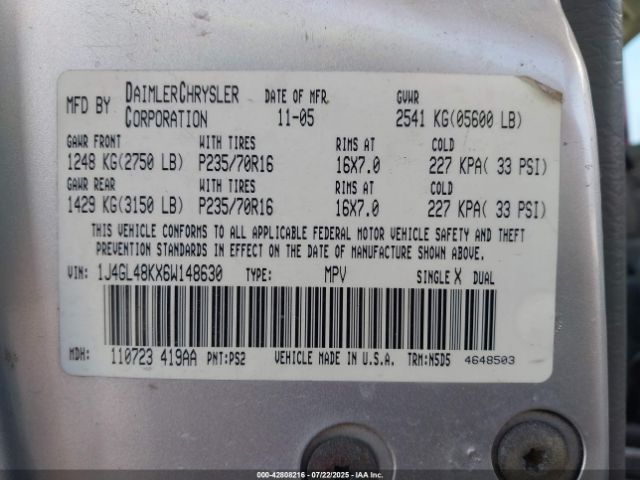 MFD BY DAIMLERCHRYSLER CORPORATION DATE OF MFR 11-05 GVWR 2541 KG(05600 LB)
GAWR FRONT WITH TIRES RIMS AT COLD
1248 KG(2750 LB) P235/70R16 16X7.0 227 KPA( 33 PSI)
GAWR REAR WITH TIRES RIMS AT COLD
1429 KG(3150 LB) P235/70R16 16X7.0 227 KPA( 33 PSI)
THIS VEHICLE CONFORMS TO ALL APPLICABLE FEDERAL MOTOR VEHICLE SAFETY AND THEFT
PREVENTION STANDARDS IN EFFECT ON THE DATE OF MANUFACTURE SHOWN ABOVE.
VIN: 1J4GL48KX6W148630 TYPE: MPV SINGLE X DUAL
MDH: 110723 419AA PNT:PS2 VEHICLE MADE IN U.S.A. TRM:N5D5 4648503
IAA-42808216 | 07/22/2025 | Copyright IAA, Inc.